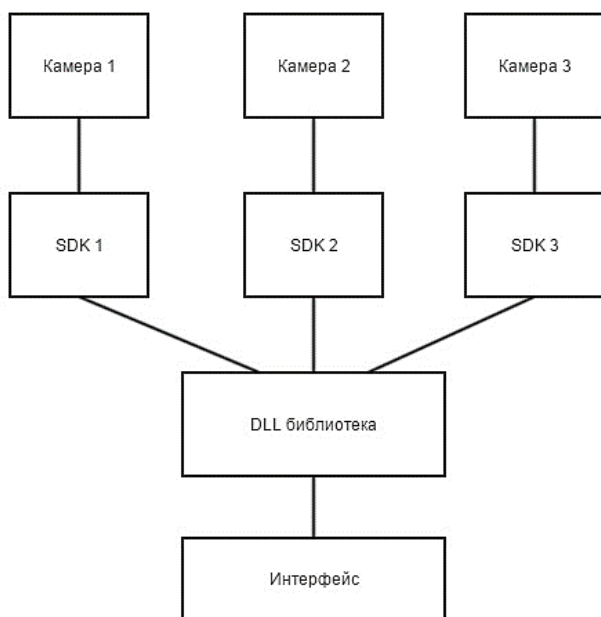 Камера 1
Камера 2
Камера 3
SDK 1
SDK 2
SDK 3
DLL библиотека
Интерфейс